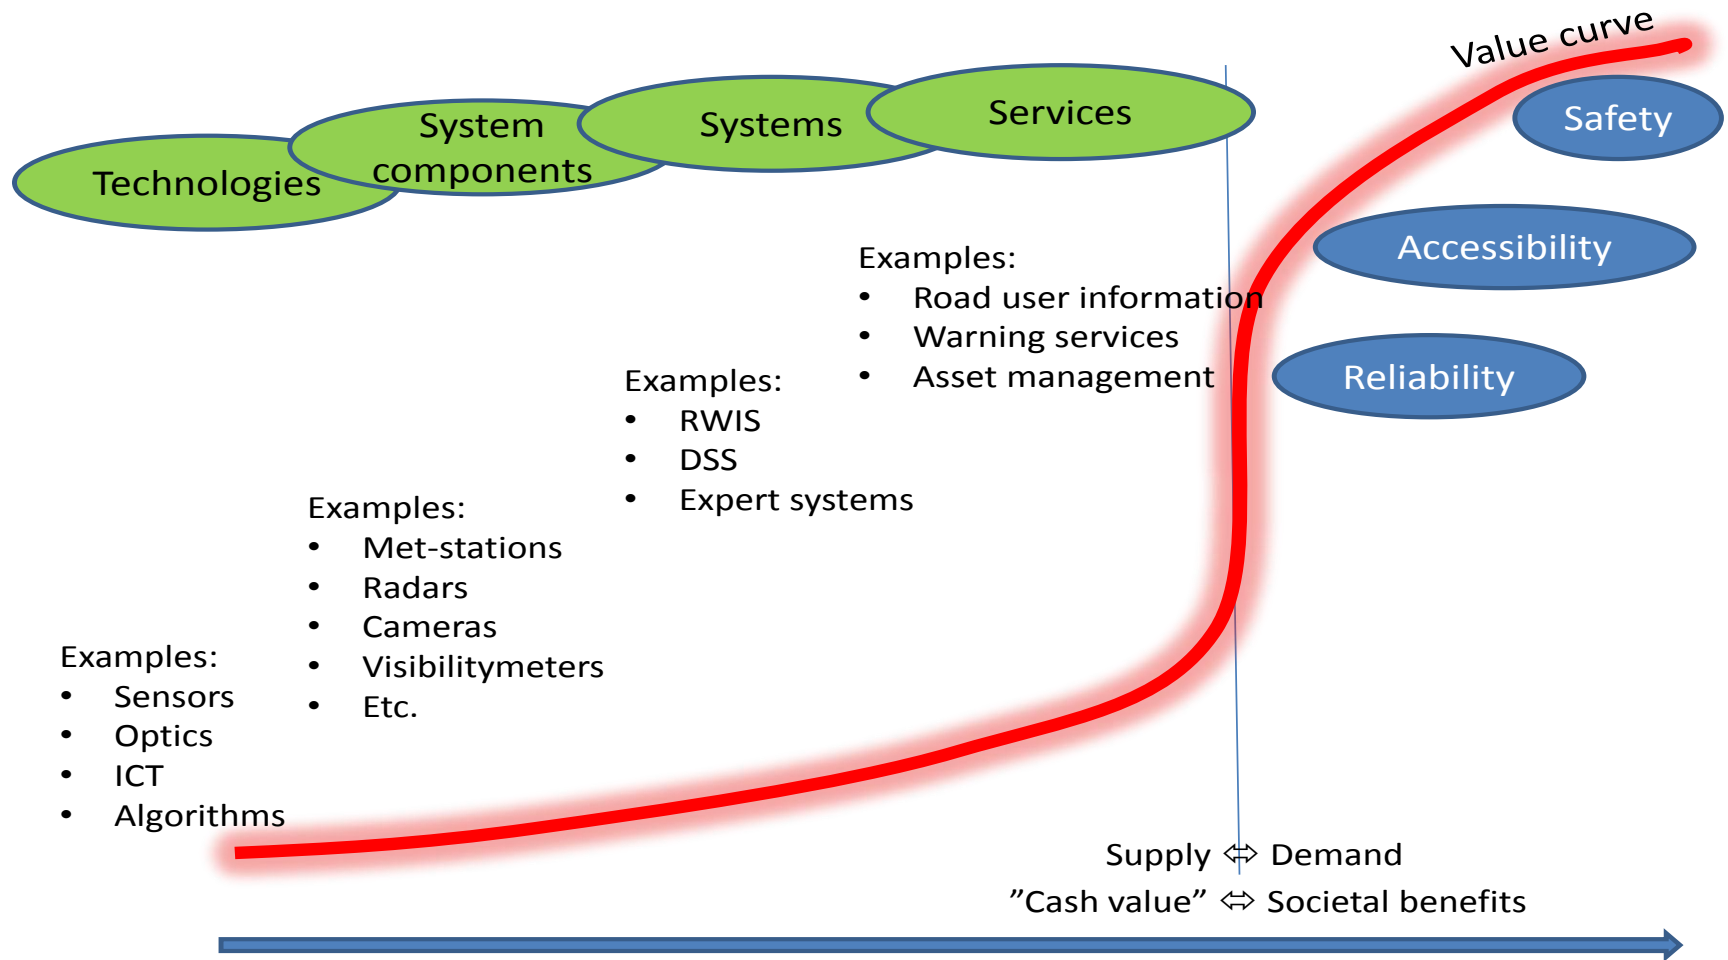 Value curve
Technologies
System
components
Systems
Services
Safety
Accessibility
Reliability
Examples:
• Road user information
• Warning services
• Asset management
Examples:
• RWIS
• DSS
• Expert systems
Examples:
• Met-stations
• Radars
• Cameras
• Visibilitymeters
• Etc.
Examples:
• Sensors
• Optics
• ICT
• Algorithms
Supply ⇔ Demand
”Cash value” ⇔ Societal benefits